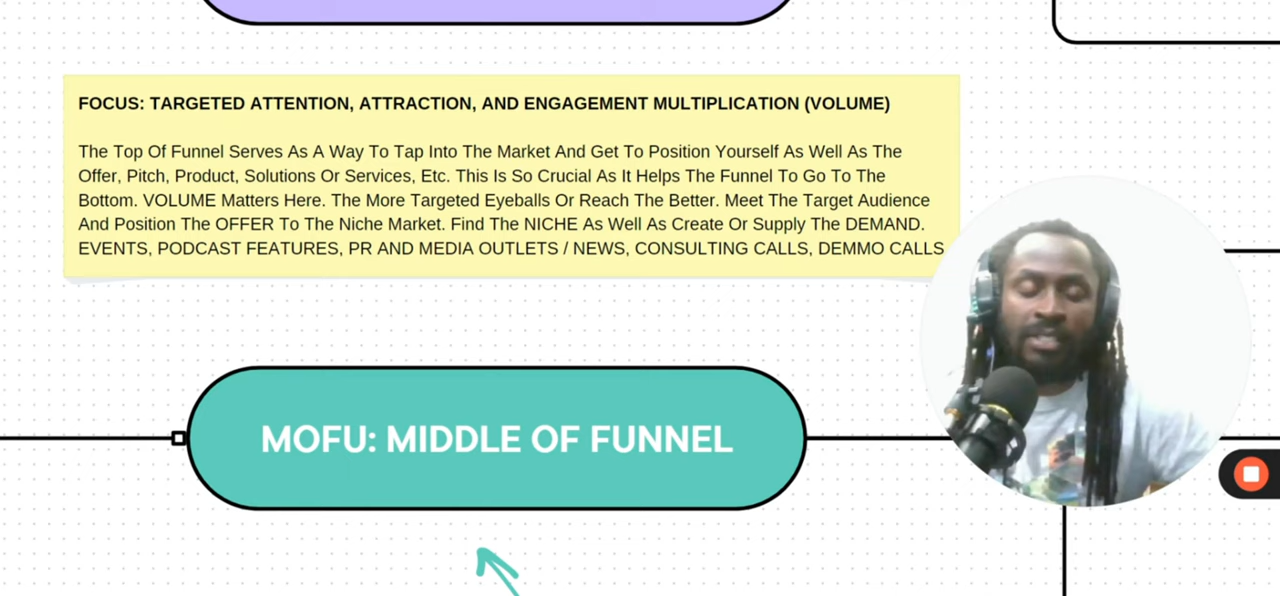 FOCUS: TARGETED ATTENTION, ATTRACTION, AND ENGAGEMENT MULTIPLICATION (VOLUME)
The Top Of Funnel Serves As A Way To Tap Into The Market And Get To Position Yourself As Well As The
Offer, Pitch, Product, Solutions Or Services, Etc. This Is So Crucial As It Helps The Funnel To Go To The
Bottom. VOLUME Matters Here. The More Targeted Eyeballs Or Reach The Better. Meet The Target Audience
And Position The OFFER To The Niche Market. Find The NICHE As Well As Create Or Supply The DEMAND.
EVENTS, PODCAST FEATURES, PR AND MEDIA OUTLETS / NEWS, CONSULTING CALLS, DEMMO CALLS
MOFU: MIDDLE OF FUNNEL